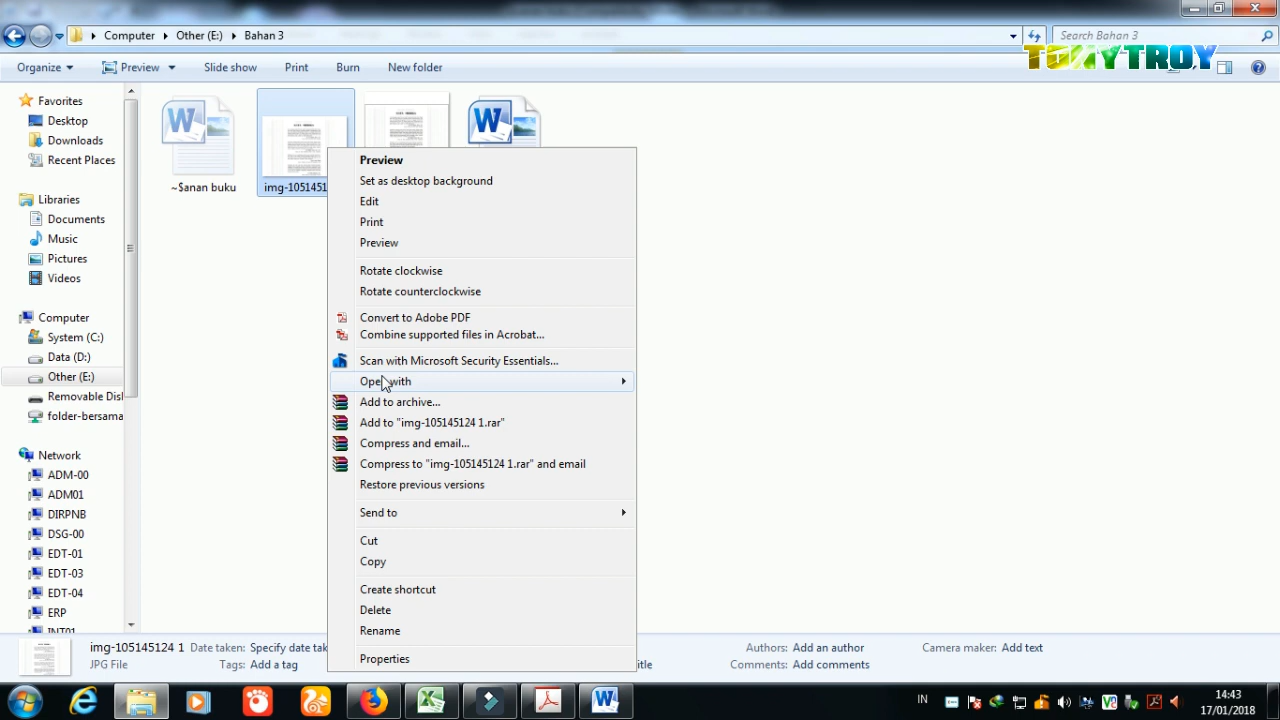 Computer
Other (E:)
Bahan 3
Search Bahan 3
TOMYTROY
Organize
Preview
Slide show
Print
Burn
New folder
Favorites
Desktop
Downloads
Recent Places
Libraries
Documents
Music
Pictures
Videos
Computer
System (C:)
Data (D:)
Other (E:)
Removable Disk
folder-bersama
Network
ADM-00
ADM01
DIRPNB
DSG-00
EDT-01
EDT-03
EDT-04
ERP
INT01
~$anan buku
img-1051451
Preview
Set as desktop background
Edit
Print
Preview
Rotate clockwise
Rotate counterclockwise
Convert to Adobe PDF
Combine supported files in Acrobat...
Scan with Microsoft Security Essentials...
Open with
Add to archive...
Add to "img-105145124 1.rar"
Compress and email...
Compress to "img-105145124 1.rar" and email
Restore previous versions
Send to
Cut
Copy
Create shortcut
Delete
Rename
Properties
img-105145124 1 Date taken: Specify date tak
Authors: Add an author
Camera maker: Add text
JPG File
Tags: Add a tag
itle
Comments: Add comments
IN
14:43
17/01/2018